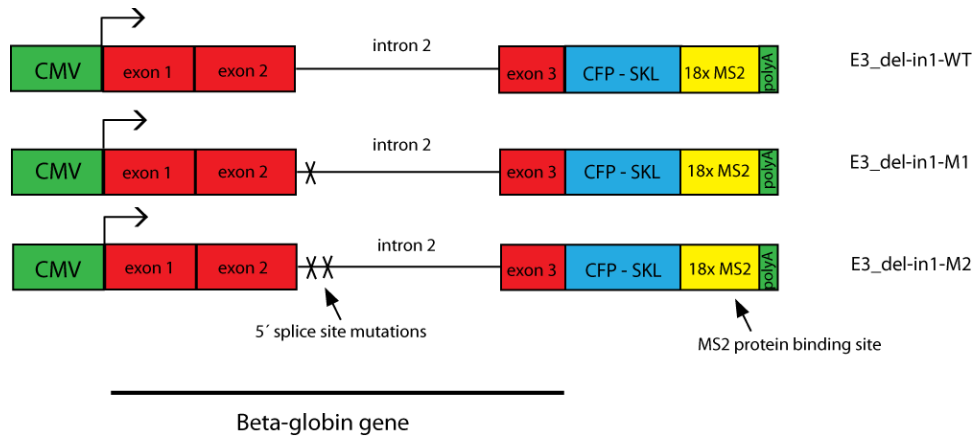 intron 2
CMV exon 1 exon 2 exon 3 CFP - SKL 18x MS2 polyA E3_del-in1-WT
intron 2
CMV exon 1 exon 2 exon 3 CFP - SKL 18x MS2 polyA E3_del-in1-M1
intron 2
CMV exon 1 exon 2 exon 3 CFP - SKL 18x MS2 polyA E3_del-in1-M2
5´ splice site mutations
MS2 protein binding site
Beta-globin gene